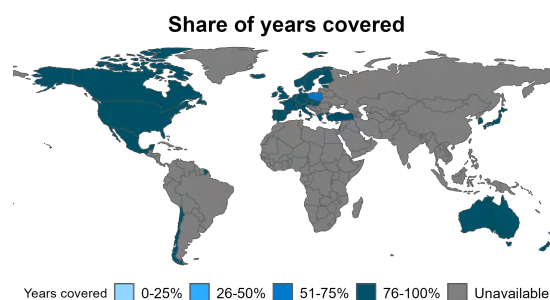 Share of years covered
Years covered 0-25% 26-50% 51-75% 76-100% Unavailable